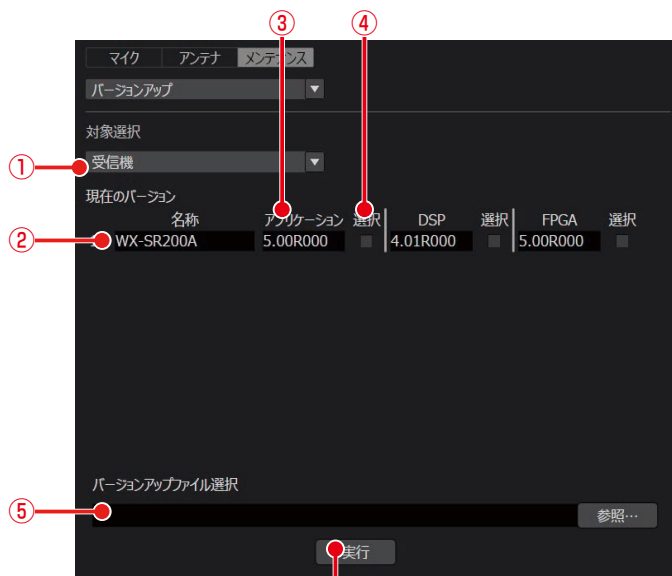 ③ ④
マイク アンテナ メンテナンス
バージョンアップ
対象選択
① 受信機
現在のバージョン
名称 アプリケーション 選択 DSP 選択 FPGA 選択
② WX-SR200A 5.00R000 4.01R000 5.00R000
バージョンアップファイル選択
⑤ 参照…
実行